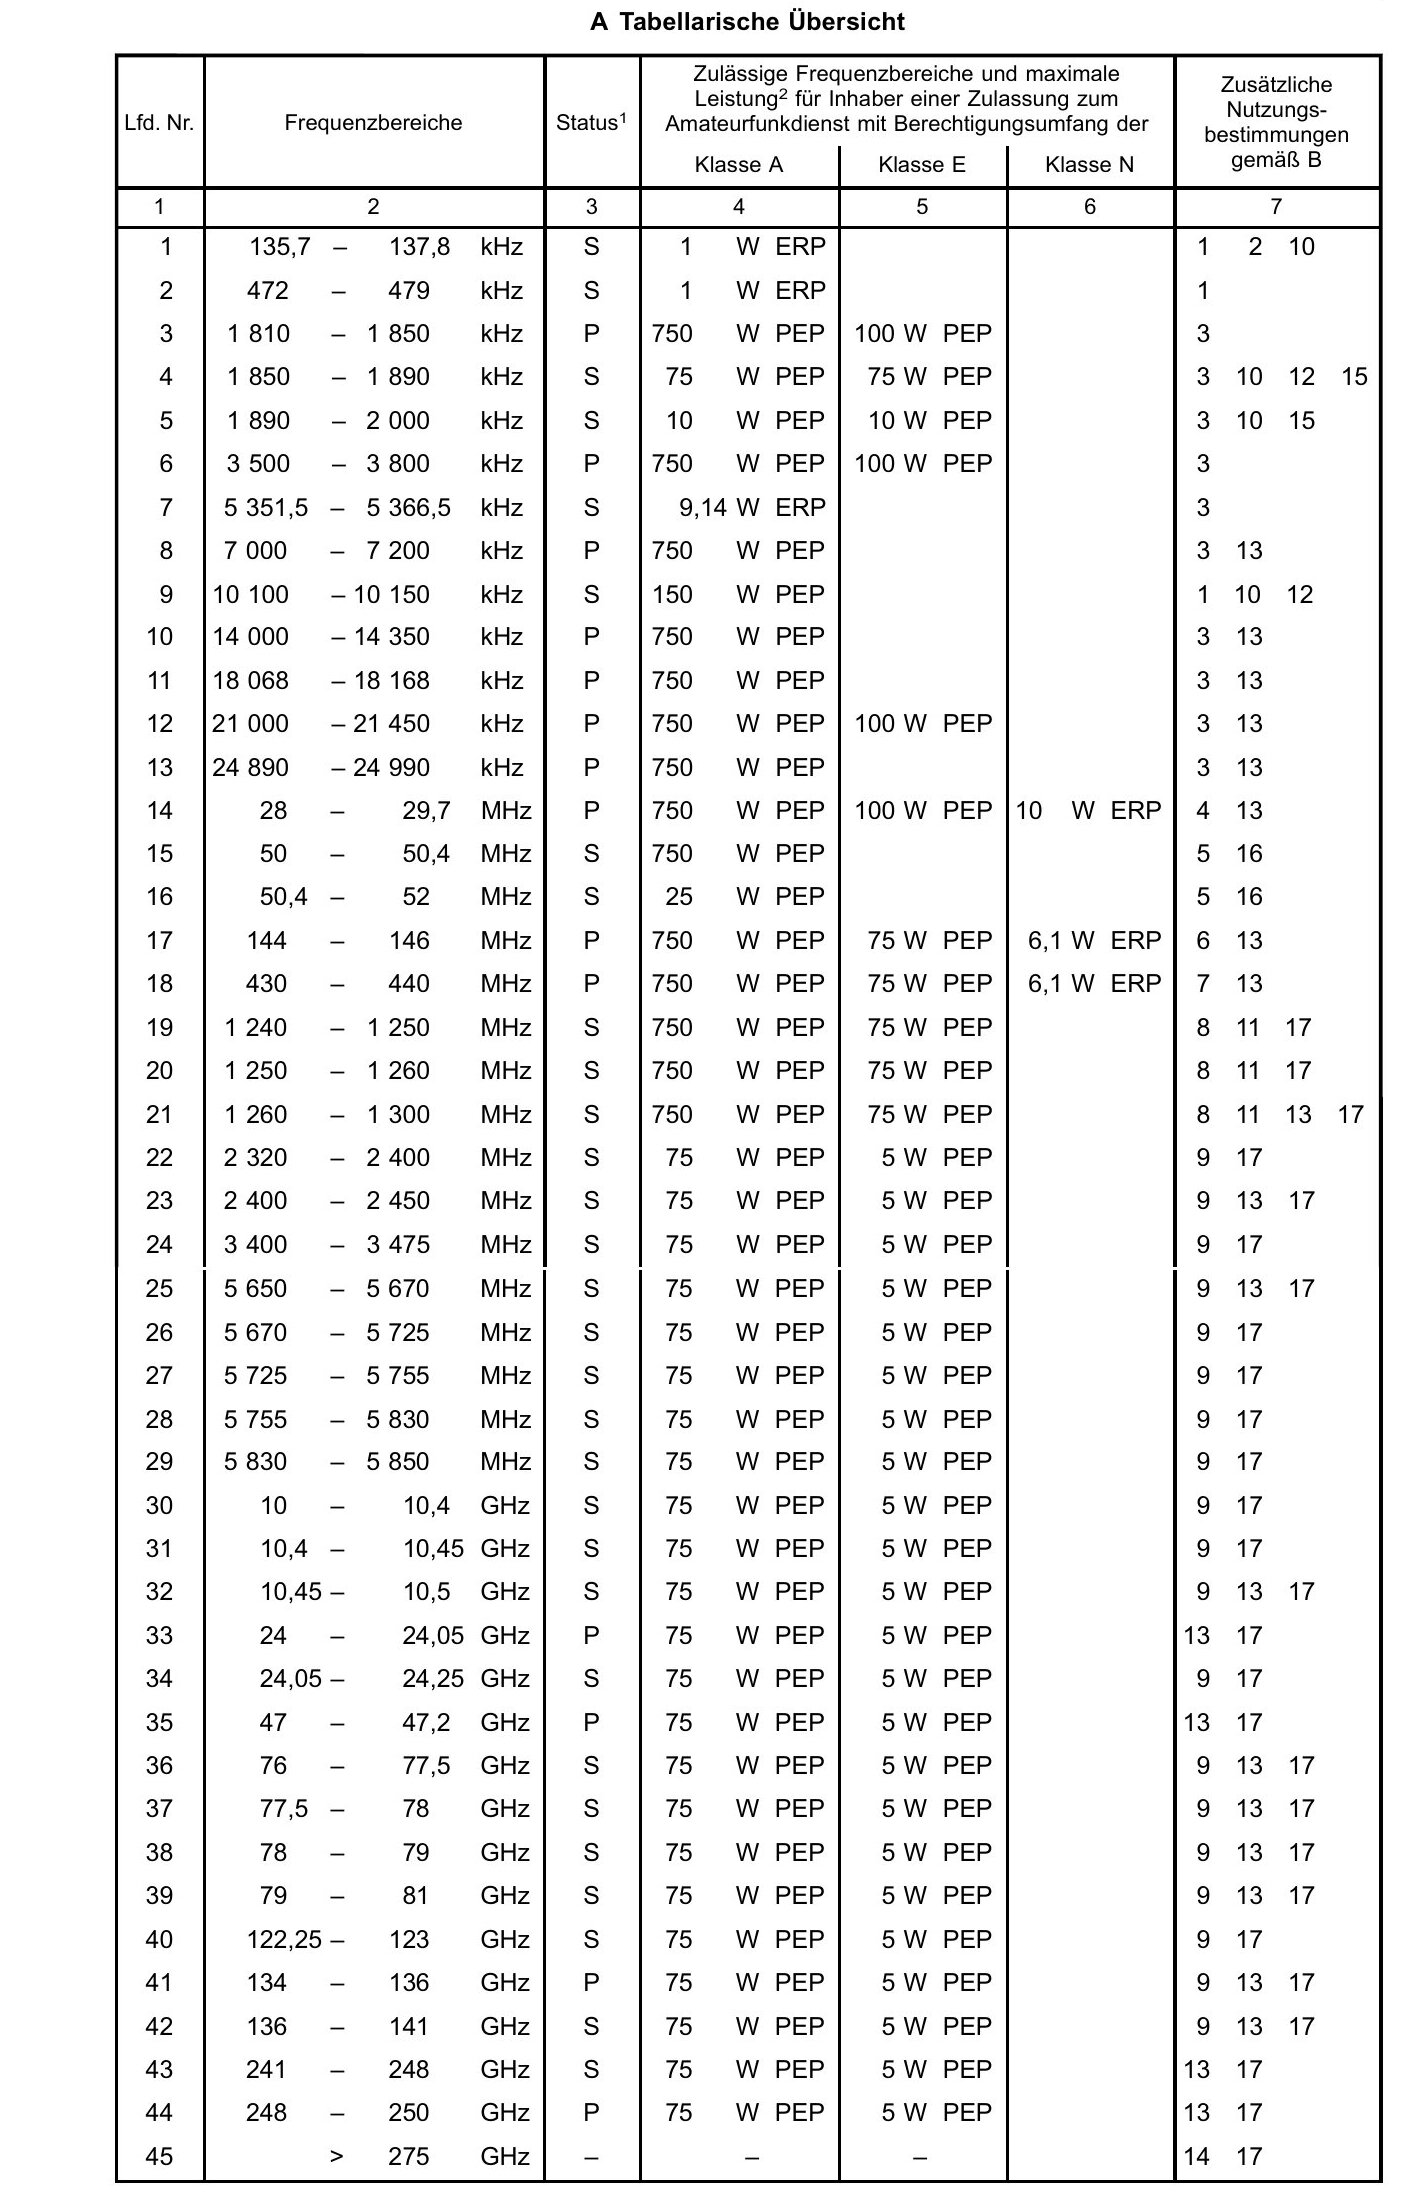 A Tabellarische Übersicht
Lfd. Nr. Frequenzbereiche Status¹ Zulässige Frequenzbereiche und maximale Leistung² für Inhaber einer Zulassung zum Amateurfunkdienst mit Berechtigungsumfang der Zusätzliche Nutzungs-bestimmungen gemäß B
Klasse A Klasse E Klasse N
1 2 3 4 5 6 7
1 135,7 – 137,8 kHz S 1 W ERP 1 2 10
2 472 – 479 kHz S 1 W ERP 1
3 1 810 – 1 850 kHz P 750 W PEP 100 W PEP 3
4 1 850 – 1 890 kHz S 75 W PEP 75 W PEP 3 10 12 15
5 1 890 – 2 000 kHz S 10 W PEP 10 W PEP 3 10 15
6 3 500 – 3 800 kHz P 750 W PEP 100 W PEP 3
7 5 351,5 – 5 366,5 kHz S 9,14 W ERP 3
8 7 000 – 7 200 kHz P 750 W PEP 3 13
9 10 100 – 10 150 kHz S 150 W PEP 1 10 12
10 14 000 – 14 350 kHz P 750 W PEP 3 13
11 18 068 – 18 168 kHz P 750 W PEP 3 13
12 21 000 – 21 450 kHz P 750 W PEP 100 W PEP 3 13
13 24 890 – 24 990 kHz P 750 W PEP 3 13
14 28 – 29,7 MHz P 750 W PEP 100 W PEP 10 W ERP 4 13
15 50 – 50,4 MHz S 750 W PEP 5 16
16 50,4 – 52 MHz S 25 W PEP 5 16
17 144 – 146 MHz P 750 W PEP 75 W PEP 6,1 W ERP 6 13
18 430 – 440 MHz P 750 W PEP 75 W PEP 6,1 W ERP 7 13
19 1 240 – 1 250 MHz S 750 W PEP 75 W PEP 8 11 17
20 1 250 – 1 260 MHz S 750 W PEP 75 W PEP 8 11 17
21 1 260 – 1 300 MHz S 750 W PEP 75 W PEP 8 11 13 17
22 2 320 – 2 400 MHz S 75 W PEP 5 W PEP 9 17
23 2 400 – 2 450 MHz S 75 W PEP 5 W PEP 9 13 17
24 3 400 – 3 475 MHz S 75 W PEP 5 W PEP 9 17
25 5 650 – 5 670 MHz S 75 W PEP 5 W PEP 9 13 17
26 5 670 – 5 725 MHz S 75 W PEP 5 W PEP 9 17
27 5 725 – 5 755 MHz S 75 W PEP 5 W PEP 9 17
28 5 755 – 5 830 MHz S 75 W PEP 5 W PEP 9 17
29 5 830 – 5 850 MHz S 75 W PEP 5 W PEP 9 17
30 10 – 10,4 GHz S 75 W PEP 5 W PEP 9 17
31 10,4 – 10,45 GHz S 75 W PEP 5 W PEP 9 17
32 10,45 – 10,5 GHz S 75 W PEP 5 W PEP 9 13 17
33 24 – 24,05 GHz P 75 W PEP 5 W PEP 13 17
34 24,05 – 24,25 GHz S 75 W PEP 5 W PEP 9 17
35 47 – 47,2 GHz P 75 W PEP 5 W PEP 13 17
36 76 – 77,5 GHz S 75 W PEP 5 W PEP 9 13 17
37 77,5 – 78 GHz S 75 W PEP 5 W PEP 9 13 17
38 78 – 79 GHz S 75 W PEP 5 W PEP 9 13 17
39 79 – 81 GHz S 75 W PEP 5 W PEP 9 13 17
40 122,25 – 123 GHz S 75 W PEP 5 W PEP 9 17
41 134 – 136 GHz P 75 W PEP 5 W PEP 9 13 17
42 136 – 141 GHz S 75 W PEP 5 W PEP 9 13 17
43 241 – 248 GHz S 75 W PEP 5 W PEP 13 17
44 248 – 250 GHz P 75 W PEP 5 W PEP 13 17
45 > 275 GHz – – – 14 17